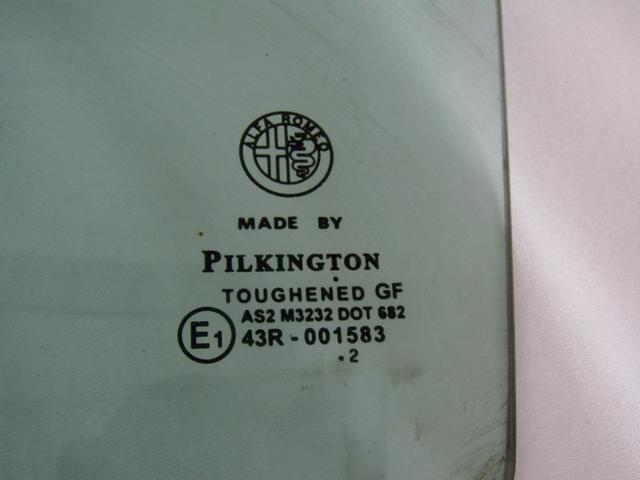 ALFA ROMEO
MADE BY
PILKINGTON
TOUGHENED GF
AS2 M3232 DOT 682
E1 43R - 001583
.2